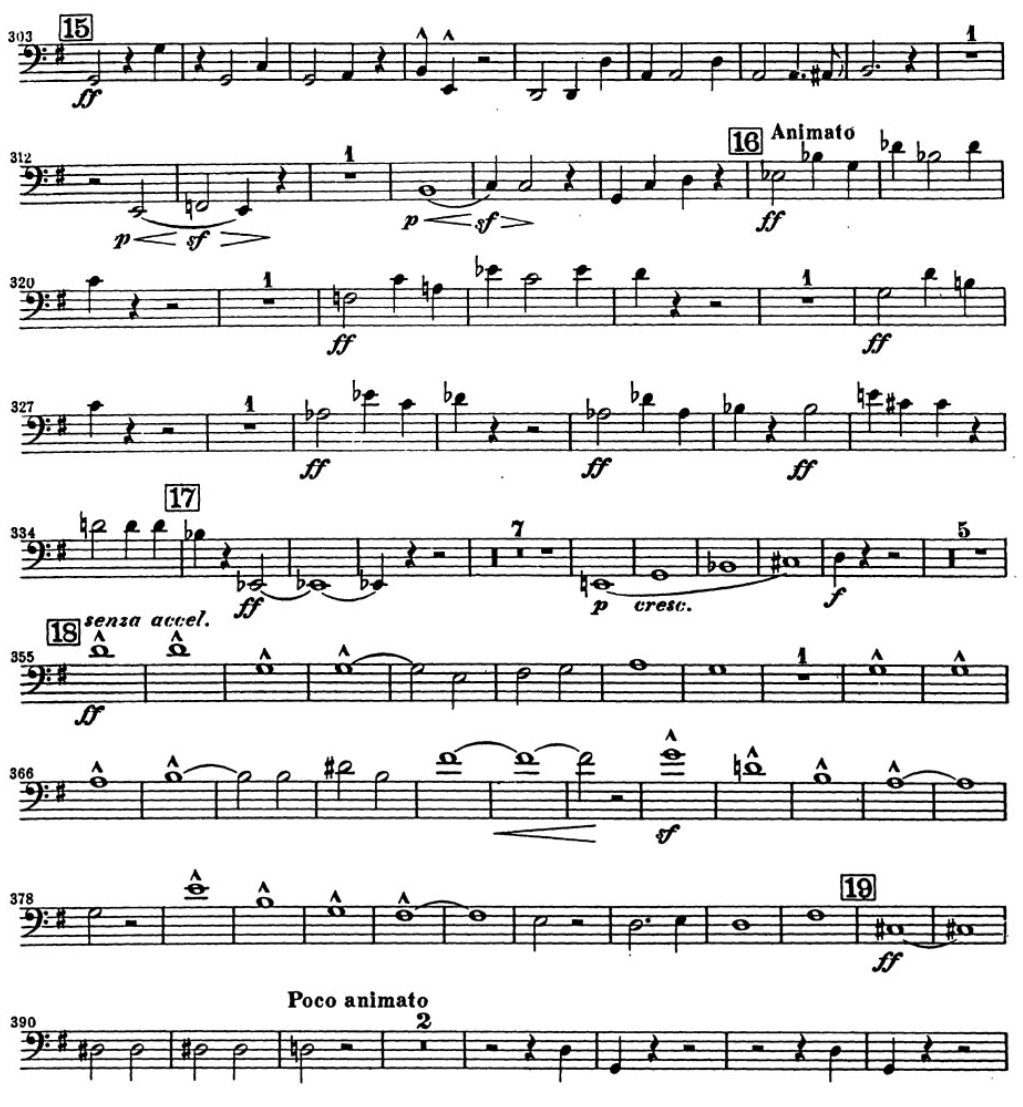 15
303
1
ff
16 Animato
312
1
ff
p sf p sf
320
1 1
ff ff
327
1
ff ff ff
17
334
7 5
ff p cresc. f
18 senza accel.
355
1
ff
366
sf
378
19
ff
Poco animato
390
2